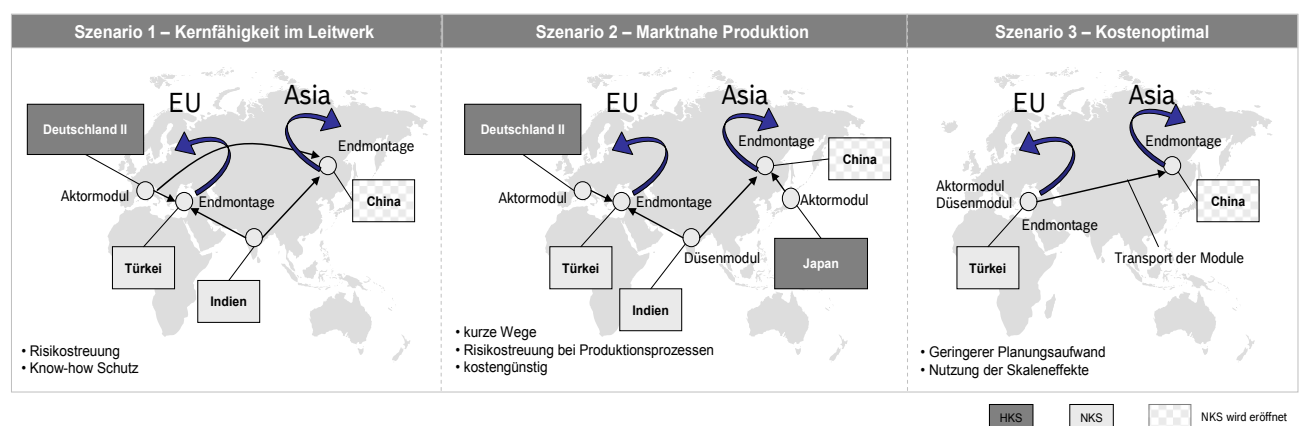 Szenario 1 – Kernfähigkeit im Leitwerk
EU
Asia
Deutschland II
Endmontage
Aktormodul
Endmontage
China
Türkei
Indien
• Risikostreuung
• Know-how Schutz
Szenario 2 – Marktnahe Produktion
EU
Asia
Deutschland II
Endmontage
China
Aktormodul
Endmontage
Aktormodul
Düsenmodul
Türkei
Japan
Indien
• kurze Wege
• Risikostreuung bei Produktionsprozessen
• kostengünstig
Szenario 3 – Kostenoptimal
EU
Asia
Endmontage
Aktormodul
Düsenmodul
China
Endmontage
Türkei
Transport der Module
• Geringerer Planungsaufwand
• Nutzung der Skaleneffekte
HKS
NKS
NKS wird eröffnet